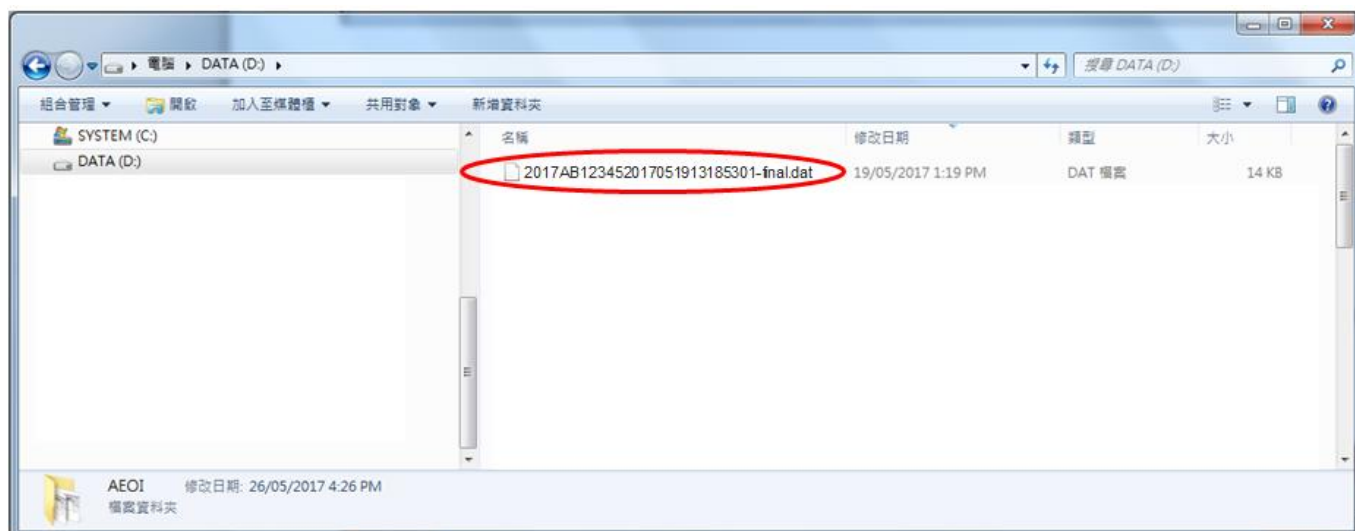 電腦 ▸ DATA (D:) ▸ 搜尋 DATA (D:)
組合管理 開啟 加入至媒體櫃 共用對象 新增資料夾
SYSTEM (C:) 名稱 修改日期 類型 大小
DATA (D:) 2017AB123452017051913185301-final.dat 19/05/2017 1:19 PM DAT 檔案 14 KB
AEOI 修改日期: 26/05/2017 4:26 PM
檔案資料夾